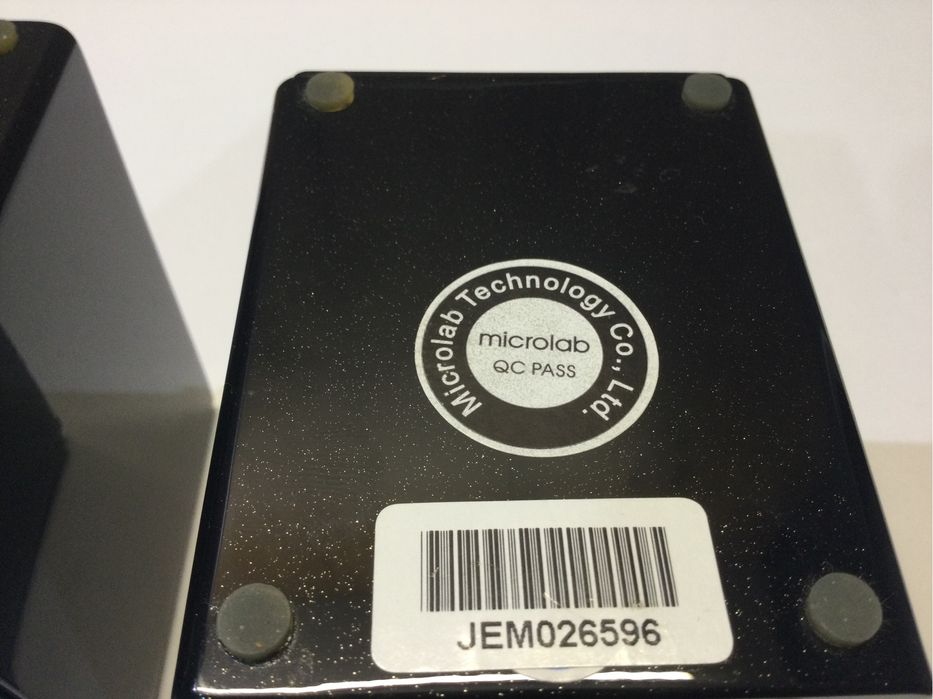 Microlab Technology Co., Ltd.
microlab
QC PASS
JEM026596